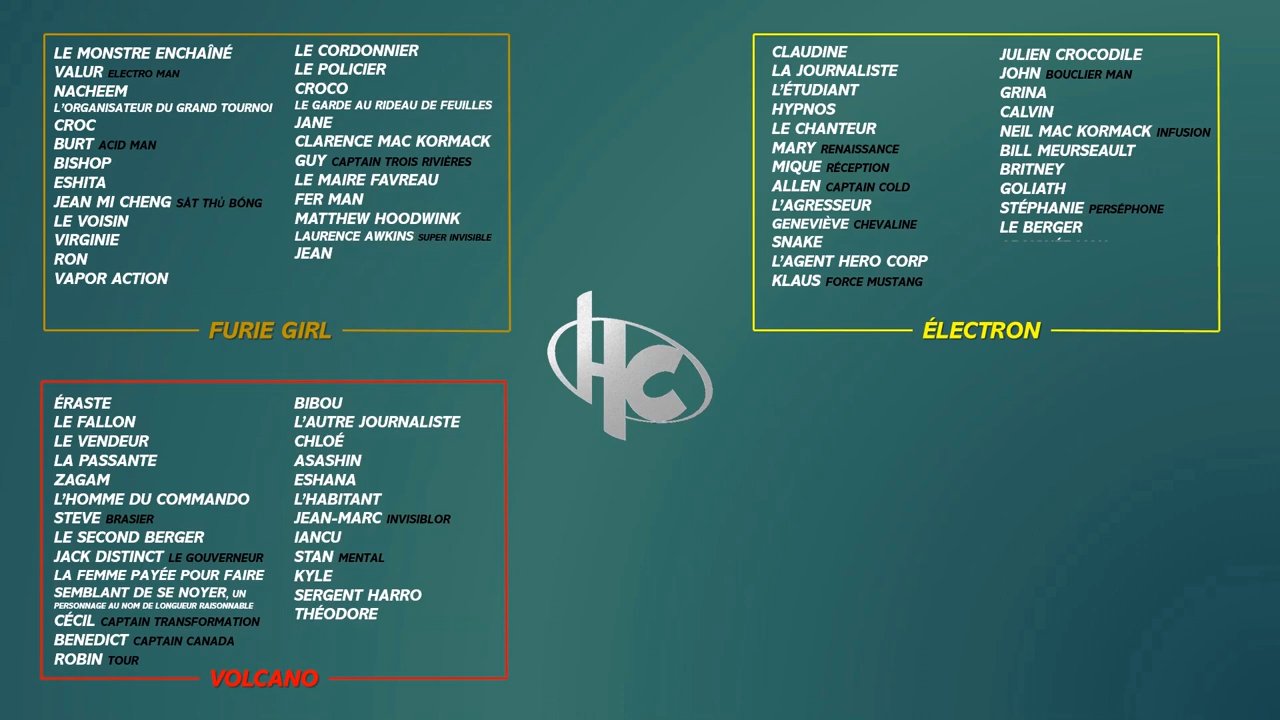 LE MONSTRE ENCHAÎNÉ
VALUR ELECTRO MAN
NACHEEM
L'ORGANISATEUR DU GRAND TOURNOI
CROC
BURT ACID MAN
BISHOP
ESHITA
JEAN MI CHENG SÁT THỦ BÓNG
LE VOISIN
VIRGINIE
RON
VAPOR ACTION
LE CORDONNIER
LE POLICIER
CROCO
LE GARDE AU RIDEAU DE FEUILLES
JANE
CLARENCE MAC KORMACK
GUY CAPTAIN TROIS RIVIÈRES
LE MAIRE FAVREAU
FER MAN
MATTHEW HOODWINK
LAURENCE AWKINS SUPER INVISIBLE
JEAN
FURIE GIRL
CLAUDINE
LA JOURNALISTE
L'ÉTUDIANT
HYPNOS
LE CHANTEUR
MARY RENAISSANCE
MIQUE RÉCEPTION
ALLEN CAPTAIN COLD
L'AGRESSEUR
GENEVIÈVE CHEVALINE
SNAKE
L'AGENT HERO CORP
KLAUS FORCE MUSTANG
JULIEN CROCODILE
JOHN BOUCLIER MAN
GRINA
CALVIN
NEIL MAC KORMACK INFUSION
BILL MEURSEAULT
BRITNEY
GOLIATH
STÉPHANIE PERSÉPHONE
LE BERGER
ÉLECTRON
HC
ÉRASTE
LE FALLON
LE VENDEUR
LA PASSANTE
ZAGAM
L'HOMME DU COMMANDO
STEVE BRASIER
LE SECOND BERGER
JACK DISTINCT LE GOUVERNEUR
LA FEMME PAYÉE POUR FAIRE
SEMBLANT DE SE NOYER, UN
PERSONNAGE AU NOM DE LONGUEUR RAISONNABLE
CÉCIL CAPTAIN TRANSFORMATION
BENEDICT CAPTAIN CANADA
ROBIN TOUR
BIBOU
L'AUTRE JOURNALISTE
CHLOÉ
ASASHIN
ESHANA
L'HABITANT
JEAN-MARC INVISIBLOR
IANCU
STAN MENTAL
KYLE
SERGENT HARRO
THÉODORE
VOLCANO